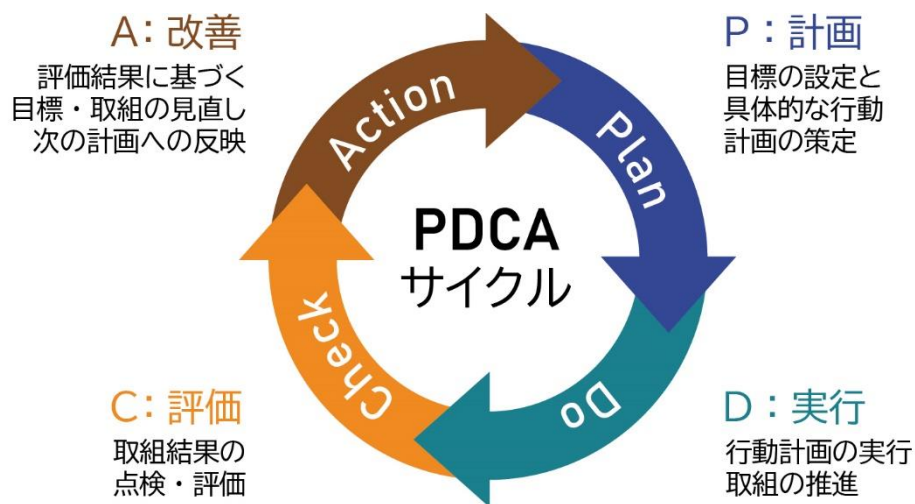 A：改善
評価結果に基づく
目標・取組の見直し
次の計画への反映
P：計画
目標の設定と
具体的な行動
計画の策定
Action
Plan
PDCA
サイクル
Check
Do
C：評価
取組結果の
点検・評価
D：実行
行動計画の実行
取組の推進